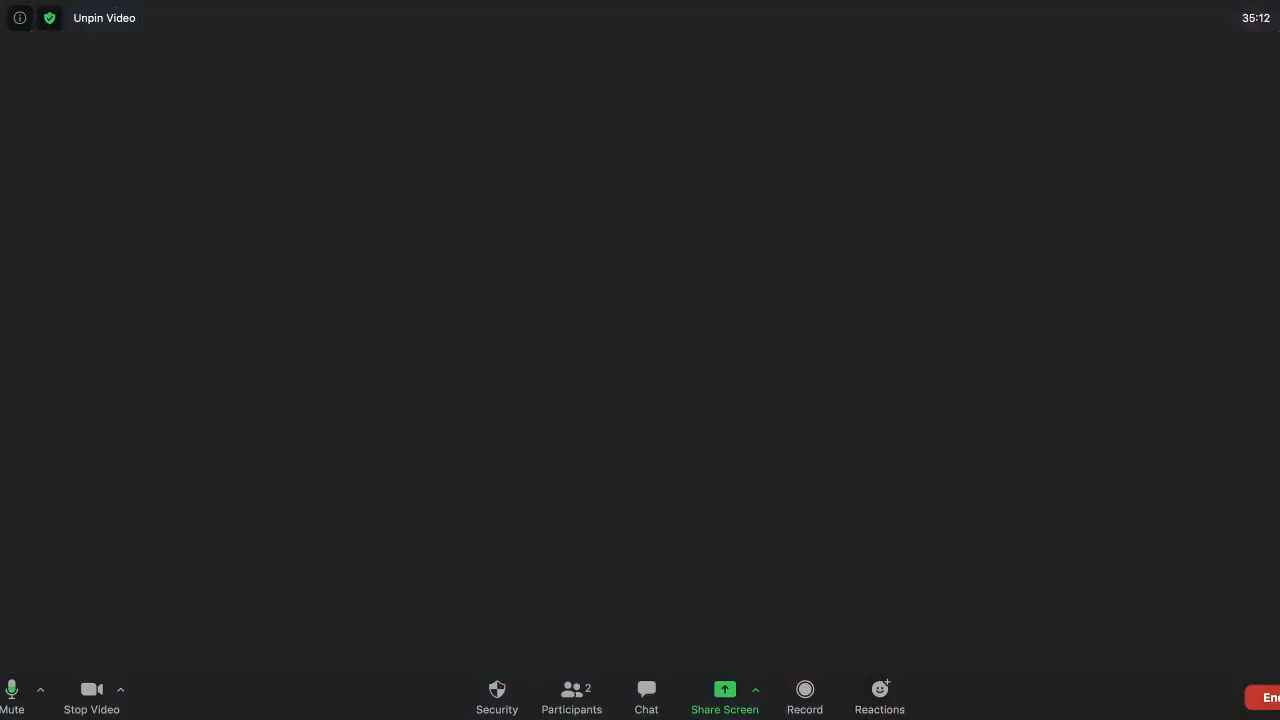 Unpin Video
35:12
Mute
Stop Video
Security
2
Participants
Chat
Share Screen
Record
Reactions